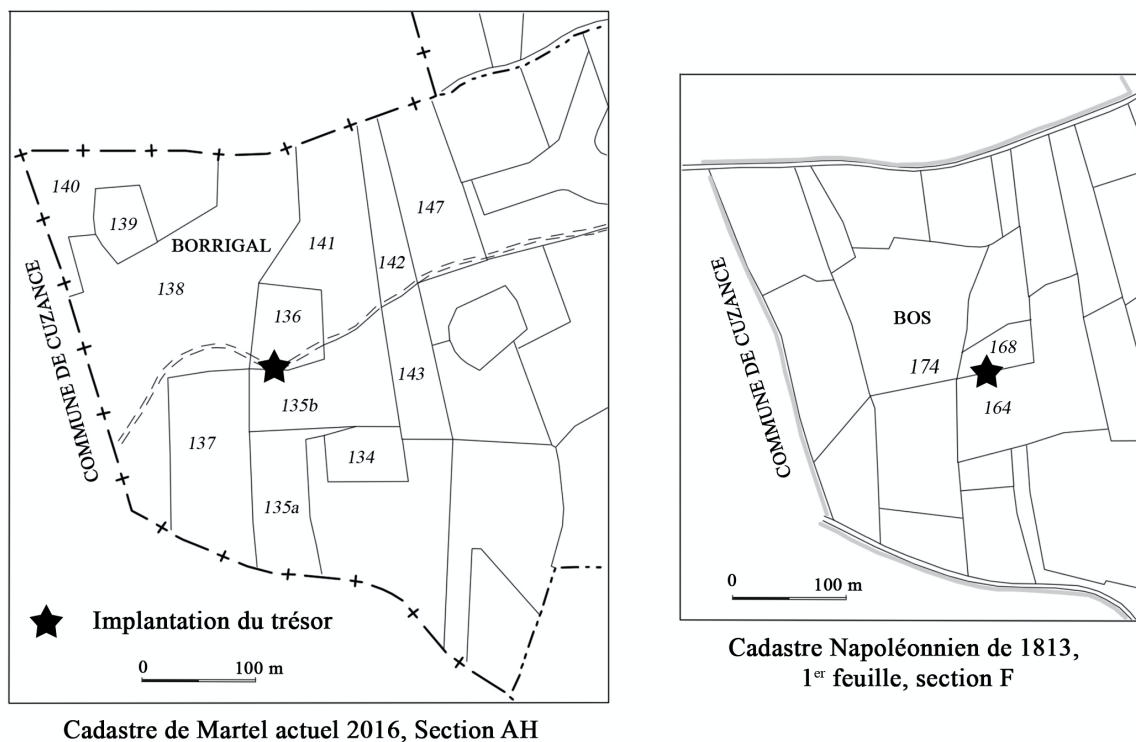 140
139
BORRIGAL
138
141
147
142
136
COMMUNE DE CUZANCE
143
135b
137
134
135a
Implantation du trésor
0 100 m
Cadastre de Martel actuel 2016, Section AH
COMMUNE DE CUZANCE
BOS
174
168
164
0 100 m
Cadastre Napoléonnien de 1813,
1er feuille, section F